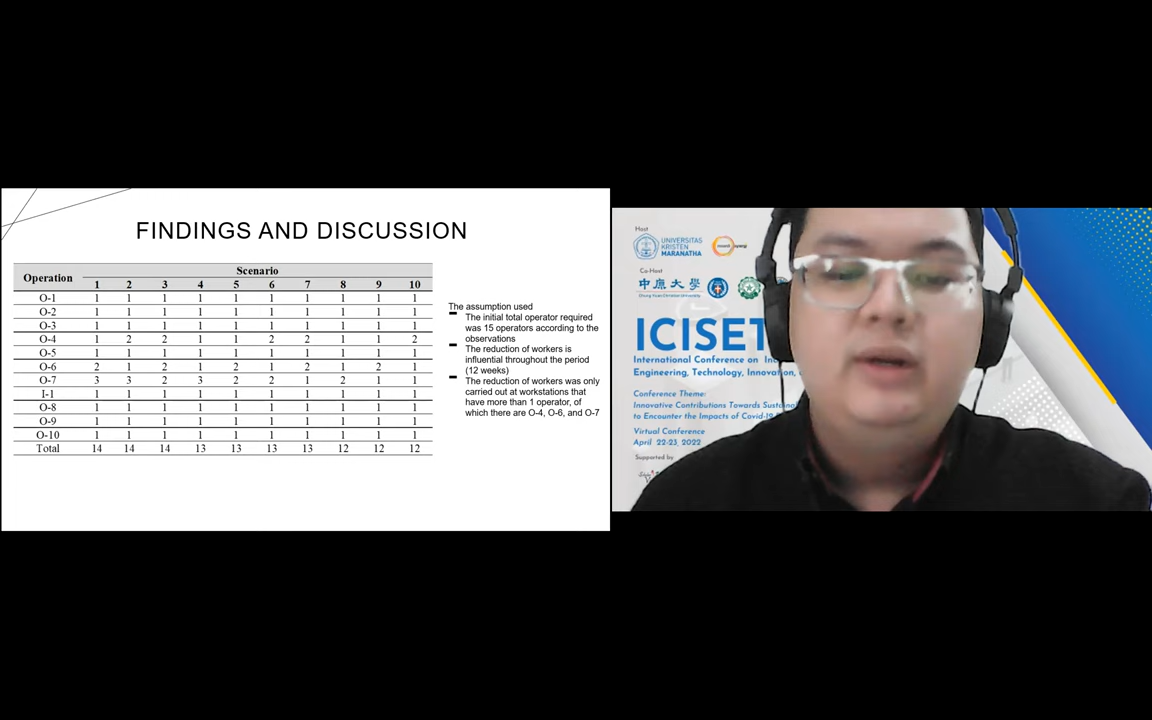 FINDINGS AND DISCUSSION
Operation
Scenario
1 2 3 4 5 6 7 8 9 10
O-1 1 1 1 1 1 1 1 1 1 1
O-2 1 1 1 1 1 1 1 1 1 1
O-3 1 1 1 1 1 1 1 1 1 1
O-4 1 2 2 1 1 2 2 1 1 2
O-5 1 1 1 1 1 1 1 1 1 1
O-6 2 1 2 1 2 1 2 1 2 1
O-7 3 3 2 3 2 2 1 2 1 1
I-1 1 1 1 1 1 1 1 1 1 1
O-8 1 1 1 1 1 1 1 1 1 1
O-9 1 1 1 1 1 1 1 1 1 1
O-10 1 1 1 1 1 1 1 1 1 1
Total 14 14 14 13 13 13 13 12 12 12
The assumption used
- The initial total operator required
was 15 operators according to the
observations
- The reduction of workers is
influential throughout the period
(12 weeks)
- The reduction of workers was only
carried out at workstations that
have more than 1 operator, of
which there are O-4, O-6, and O-7
Host
UNIVERSITAS
KRISTEN
MARANATHA
Co-Host
中原大學
Chung Yuan Christian University
ICISET
International Conference on
Engineering, Technology, Innovation,
Conference Theme:
Innovative Contributions Towards
to Encounter the Impacts of Covid-19
Virtual Conference
April 22-23, 2022
Supported by